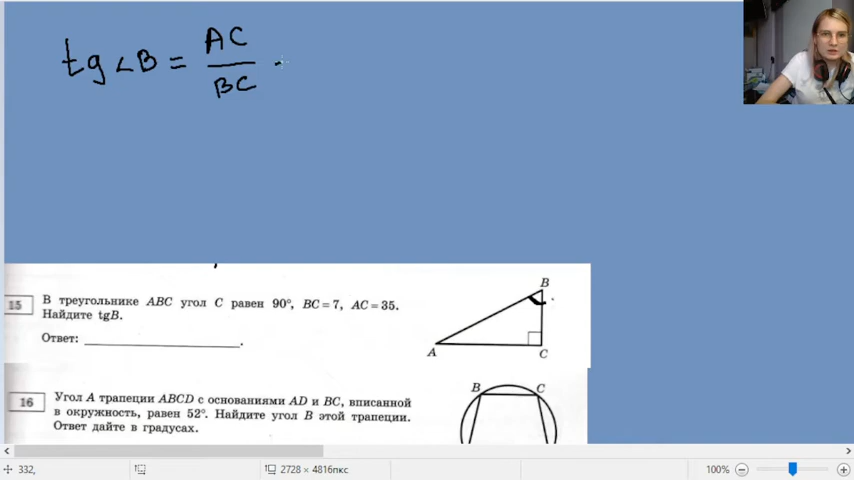 tg ∠B = AC
BC
15
В треугольнике ABC угол C равен 90°, BC = 7, AC = 35.
Найдите tgB.
Ответ:
B
A
C
16
Угол A трапеции ABCD с основаниями AD и BC, вписанной
в окружность, равен 52°. Найдите угол B этой трапеции.
Ответ дайте в градусах.
B
C
332,
2728 × 4816пкс
100%